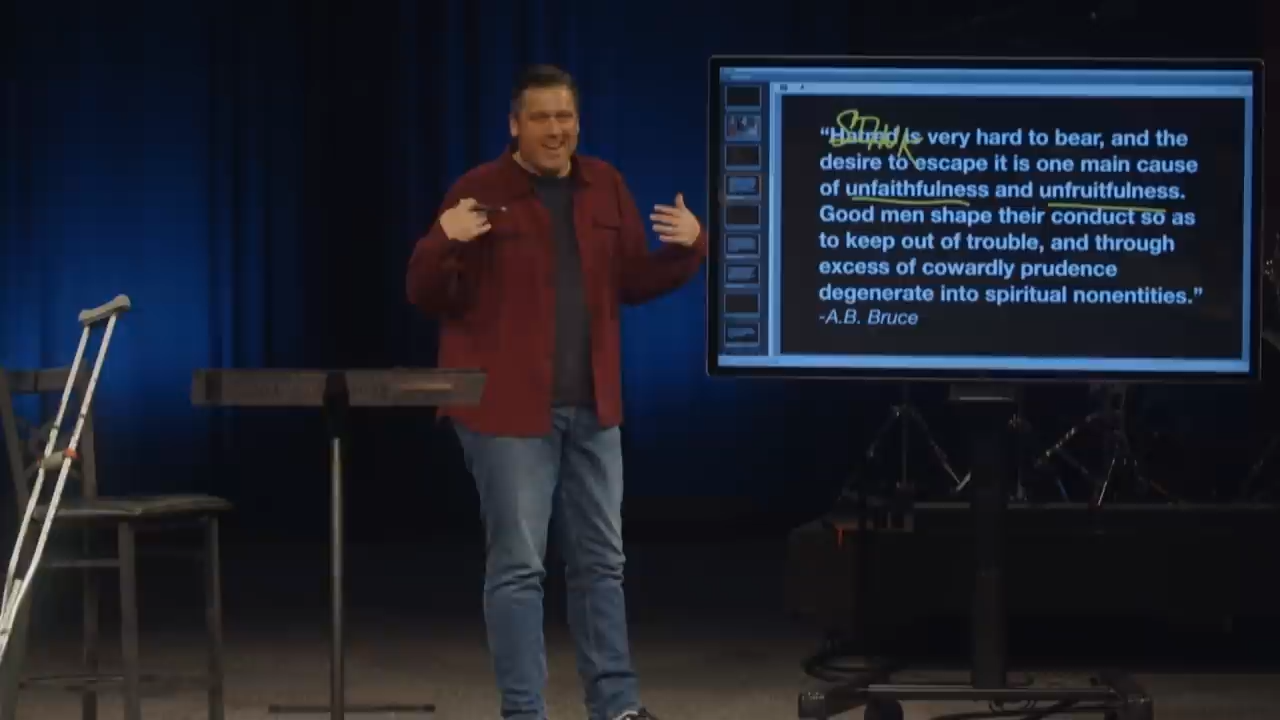 “Hatred is very hard to bear, and the
desire to escape it is one main cause
of unfaithfulness and unfruitfulness.
Good men shape their conduct so as
to keep out of trouble, and through
excess of cowardly prudence
degenerate into spiritual nonentities.”
-A.B. Bruce